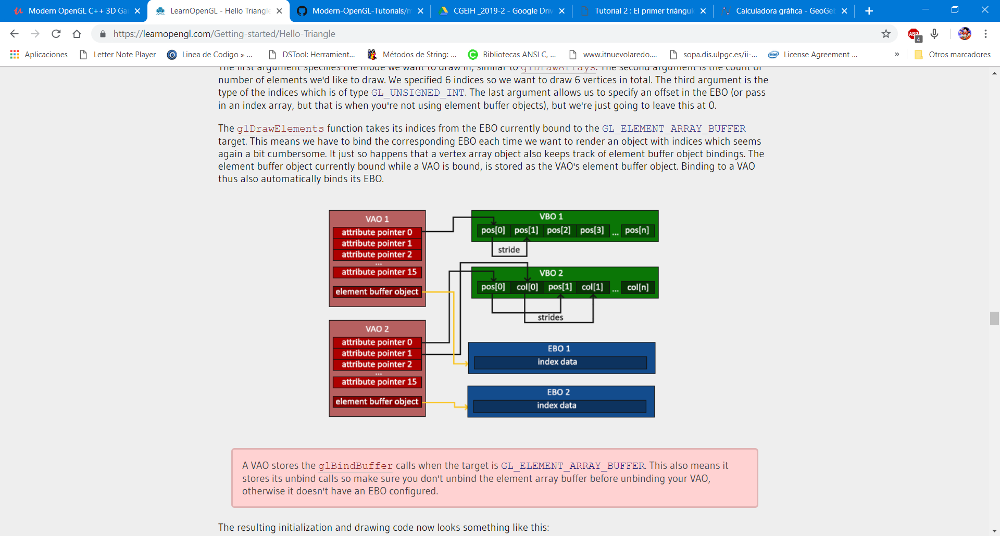 Modern OpenGL C++ 3D Ga
LearnOpenGL - Hello Triangle
Modern-OpenGL-Tutorials/m
CGEIH _2019-2 - Google Driv
Tutorial 2 : El primer triángul
Calculadora gráfica - GeoGeb
https://learnopengl.com/Getting-started/Hello-Triangle
ABP
4
Aplicaciones
Letter Note Player
Linea de Codigo » ...
DSTool: Herramient...
Métodos de String: ...
Bibliotecas ANSI C, ...
www.itnuevolaredo....
sopa.dis.ulpgc.es/ii-...
License Agreement ...
»
Otros marcadores
The first argument specifies the mode we want to draw in, similar to glDrawArrays. The second argument is the count or
number of elements we'd like to draw. We specified 6 indices so we want to draw 6 vertices in total. The third argument is the
type of the indices which is of type GL_UNSIGNED_INT. The last argument allows us to specify an offset in the EBO (or pass
in an index array, but that is when you're not using element buffer objects), but we're just going to leave this at 0.
The glDrawElements function takes its indices from the EBO currently bound to the GL_ELEMENT_ARRAY_BUFFER
target. This means we have to bind the corresponding EBO each time we want to render an object with indices which seems
again a bit cumbersome. It just so happens that a vertex array object also keeps track of element buffer object bindings. The
element buffer object currently bound while a VAO is bound, is stored as the VAO's element buffer object. Binding to a VAO
thus also automatically binds its EBO.
VAO 1
attribute pointer 0
attribute pointer 1
attribute pointer 2
...
attribute pointer 15
element buffer object
VAO 2
attribute pointer 0
attribute pointer 1
attribute pointer 2
...
attribute pointer 15
element buffer object
VBO 1
pos[0] pos[1] pos[2] pos[3] ... pos[n]
stride
VBO 2
pos[0] col[0] pos[1] col[1] ... col[n]
strides
EBO 1
index data
EBO 2
index data
A VAO stores the glBindBuffer calls when the target is GL_ELEMENT_ARRAY_BUFFER. This also means it
stores its unbind calls so make sure you don't unbind the element array buffer before unbinding your VAO,
otherwise it doesn't have an EBO configured.
The resulting initialization and drawing code now looks something like this: